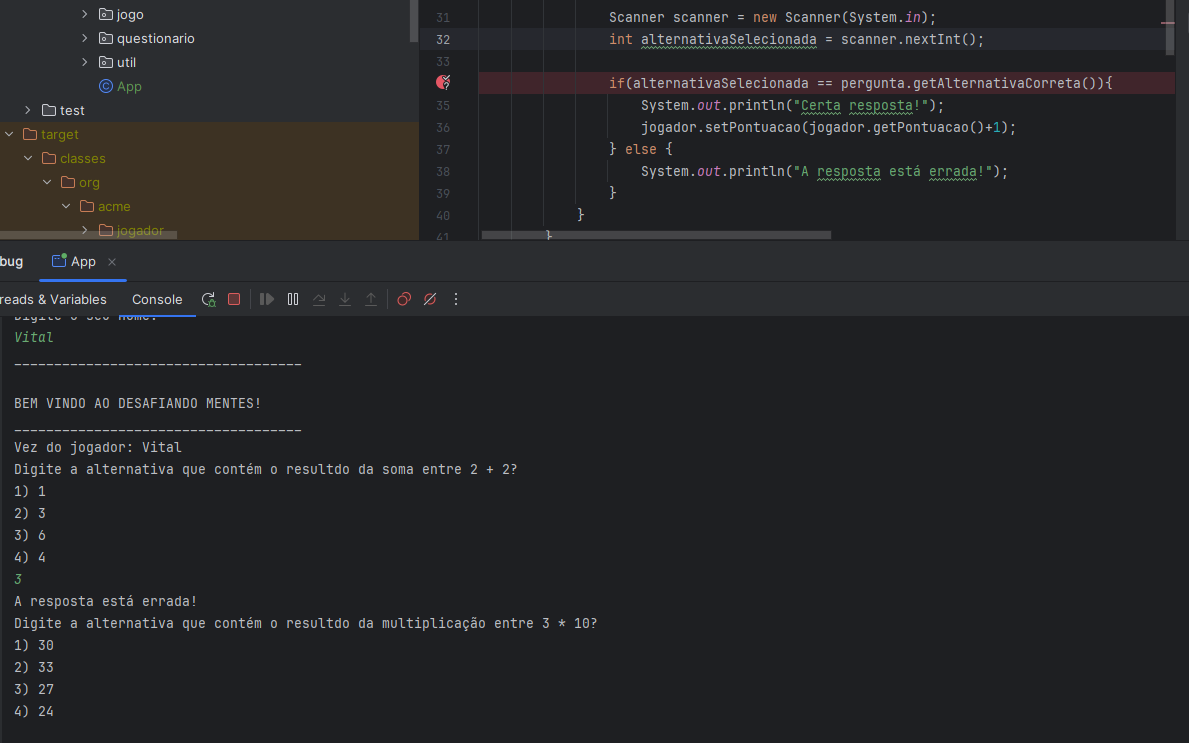 jogo
questionario
util
App
test
target
classes
org
acme
jogador
31 Scanner scanner = new Scanner(System.in);
32 int alternativaSelecionada = scanner.nextInt();
33
if(alternativaSelecionada == pergunta.getAlternativaCorreta()){
35 System.out.println("Certa resposta!");
36 jogador.setPontuacao(jogador.getPontuacao()+1);
37 } else {
38 System.out.println("A resposta está errada!");
39 }
40 }
41 }
bug App
reads & Variables Console
Digite o seu nome:
Vital
____________________________________
BEM VINDO AO DESAFIANDO MENTES!
____________________________________
Vez do jogador: Vital
Digite a alternativa que contém o resultdo da soma entre 2 + 2?
1) 1
2) 3
3) 6
4) 4
3
A resposta está errada!
Digite a alternativa que contém o resultdo da multiplicação entre 3 * 10?
1) 30
2) 33
3) 27
4) 24